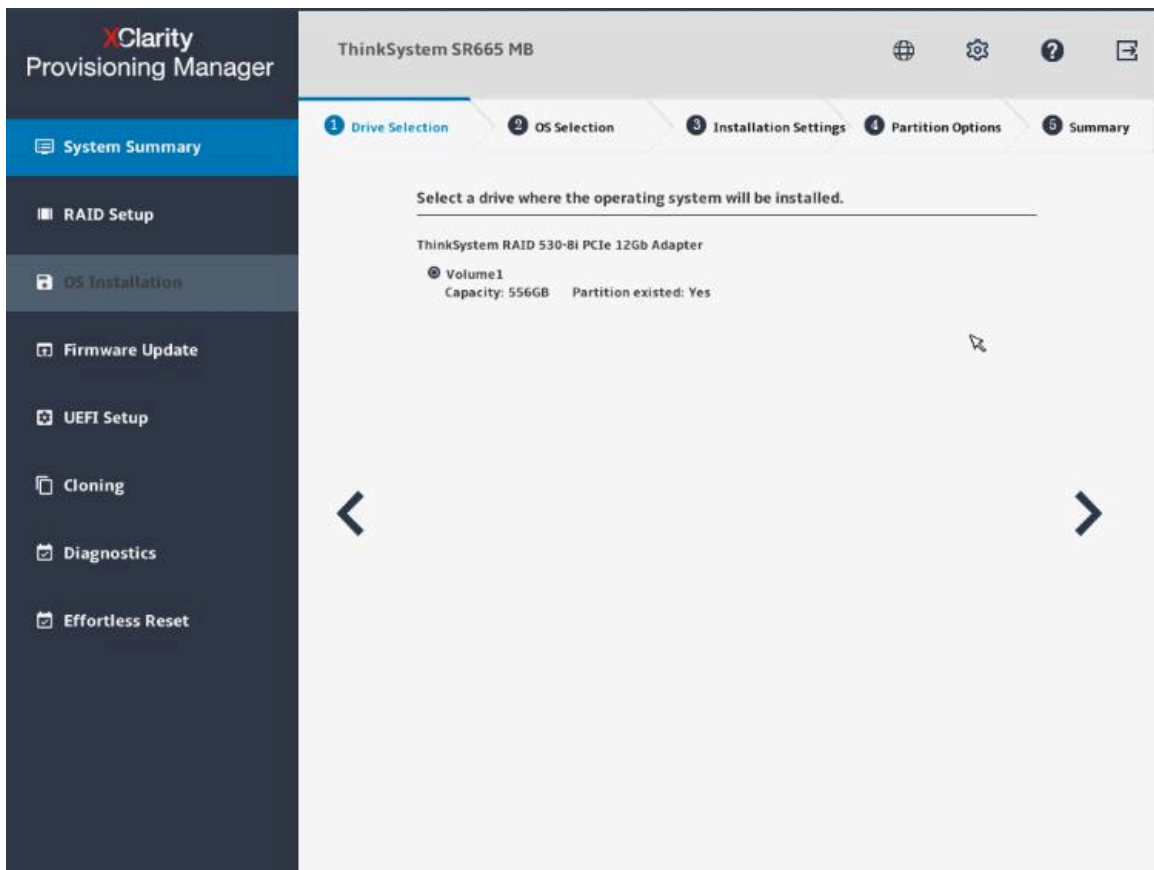 XClarity
Provisioning Manager
ThinkSystem SR665 MB
1 Drive Selection
2 OS Selection
3 Installation Settings
4 Partition Options
5 Summary
System Summary
RAID Setup
OS Installation
Firmware Update
UEFI Setup
Cloning
Diagnostics
Effortless Reset
Select a drive where the operating system will be installed.
ThinkSystem RAID 530-8i PCIe 12Gb Adapter
Volume1
Capacity: 556GB Partition existed: Yes